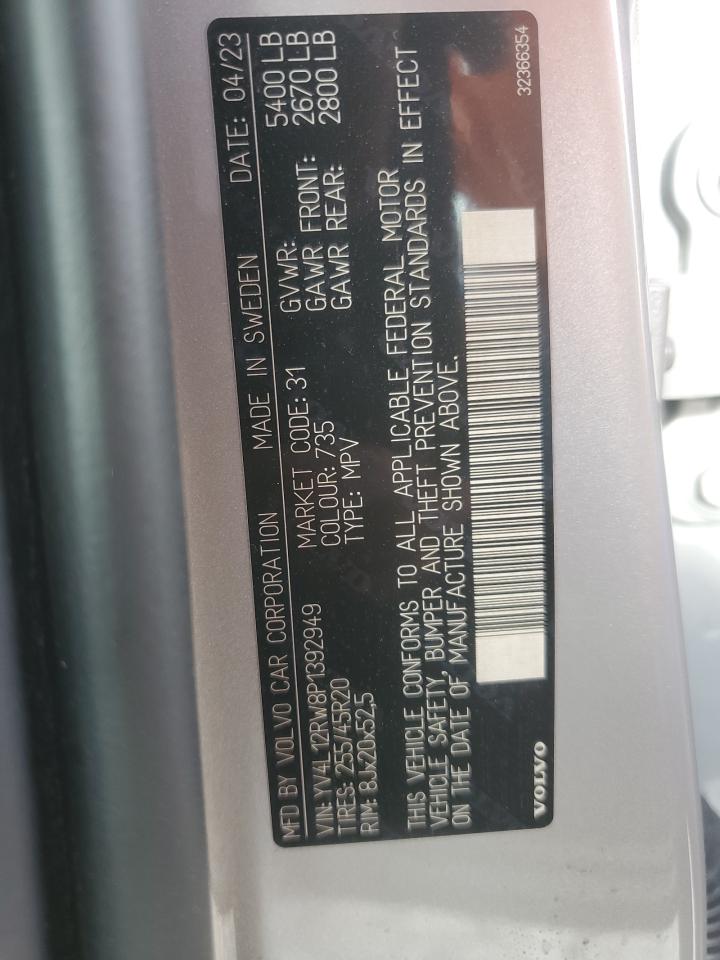 MFD BY VOLVO CAR CORPORATION MADE IN SWEDEN DATE: 04/23
VIN: YV4L12RW8P1392949 MARKET CODE: 31 GVWR: 5400 LB
TIRES: 255/45R20 COLOUR: 735 GAWR FRONT: 2670 LB
RIM: 8Jx20x52,5 TYPE: MPV GAWR REAR: 2800 LB
THIS VEHICLE CONFORMS TO ALL APPLICABLE FEDERAL MOTOR
VEHICLE SAFETY, BUMPER AND THEFT PREVENTION STANDARDS IN EFFECT
ON THE DATE OF MANUFACTURE SHOWN ABOVE.
VOLVO 32366354